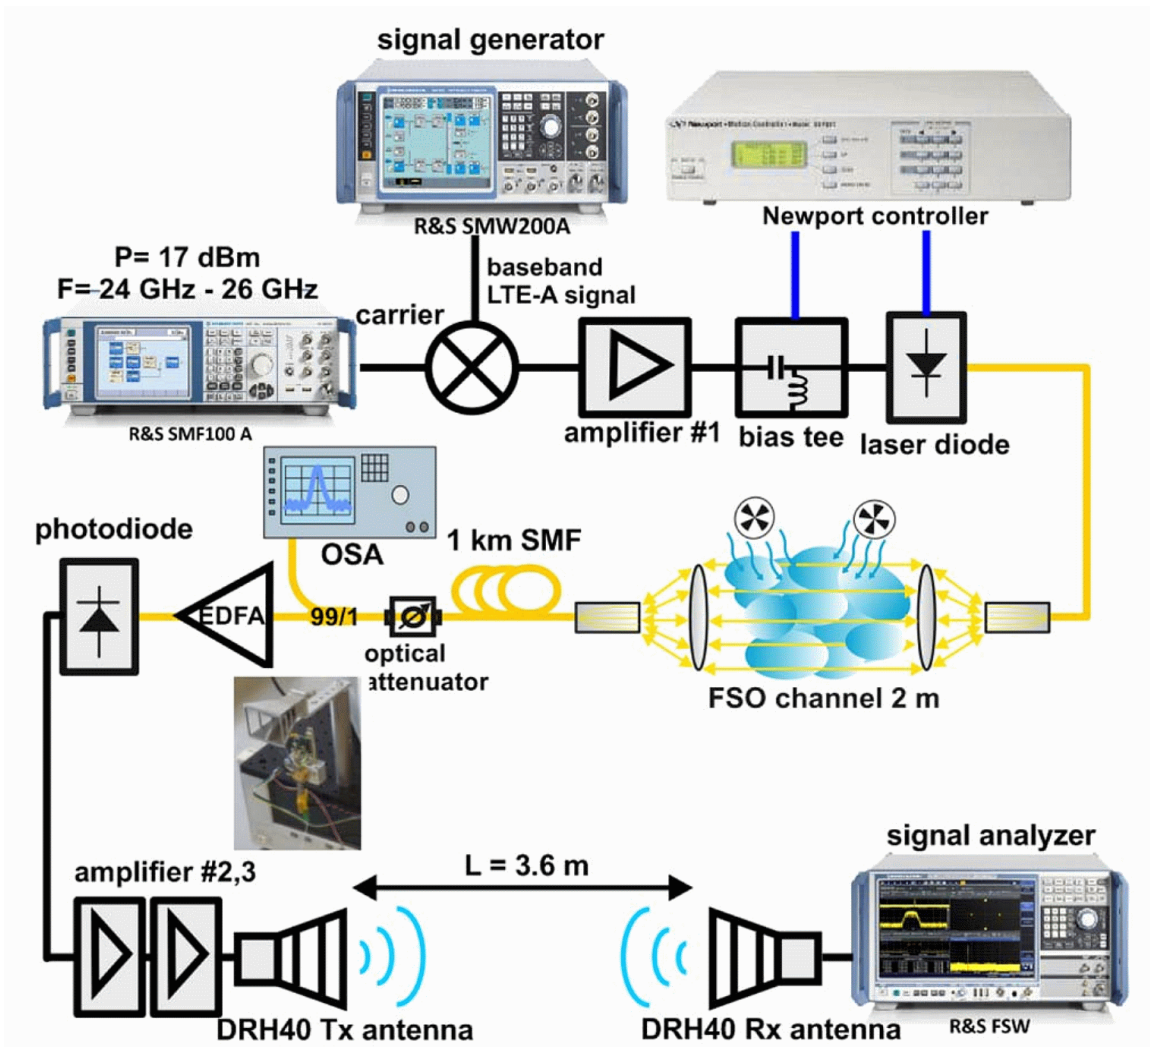 signal generator
R&S SMW200A
Newport
Newport controller
P= 17 dBm
F= 24 GHz - 26 GHz
baseband
LTE-A signal
carrier
R&S SMF100 A
amplifier #1
bias tee
laser diode
photodiode
OSA
1 km SMF
EDFA
99/1
optical
attenuator
FSO channel 2 m
signal analyzer
amplifier #2,3
L = 3.6 m
DRH40 Tx antenna
DRH40 Rx antenna
R&S FSW